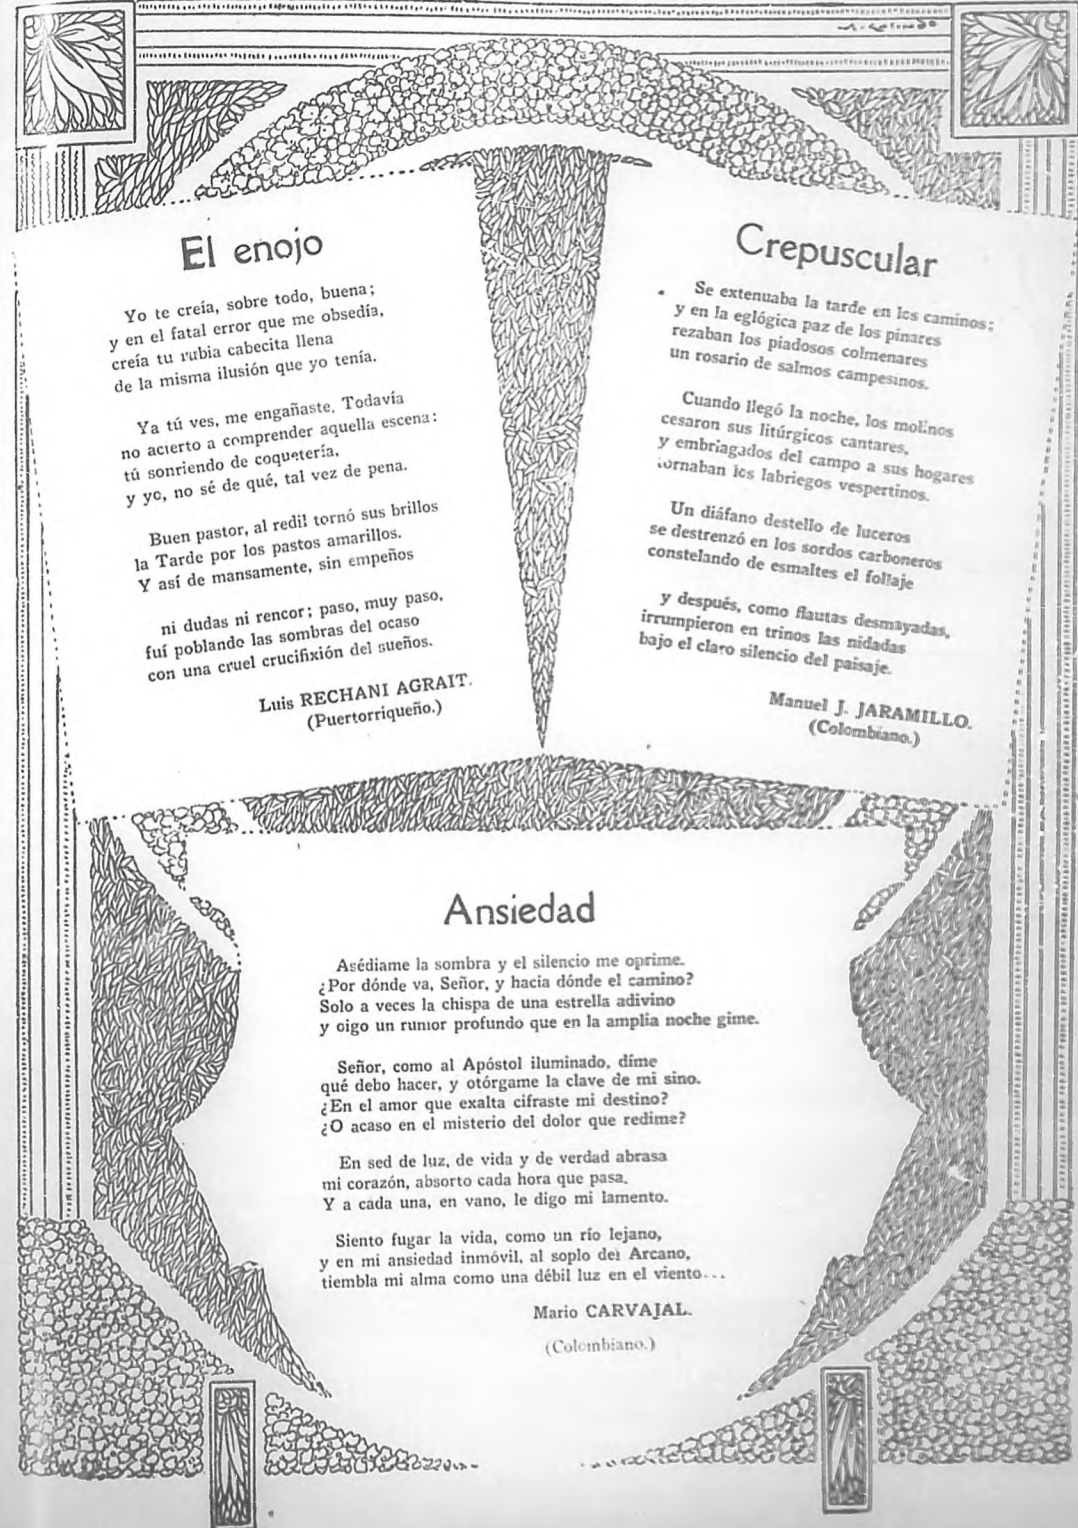 El enojo
Yo te creía, sobre todo, buena;
y en el fatal error que me obsedía,
creía tu rubia cabecita llena
de la misma ilusión que yo tenía.
Ya tú ves, me engañaste. Todavía
no acierto a comprender aquella escena:
tú sonriendo de coquetería,
y yo, no sé de qué, tal vez de pena.
Buen pastor, al redil tornó sus brillos
la Tarde por los pastos amarillos.
Y así de mansamente, sin empeños
ni dudas ni rencor; paso, muy paso,
fuí poblando las sombras del ocaso
con una cruel crucifixión del sueños.
Luis RECHANI AGRAIT.
(Puertorriqueño.)
Crepuscular
Se extenuaba la tarde en los caminos;
y en la eglógica paz de los pinares
rezaban los piadosos colmenares
un rosario de salmos campesinos.
Cuando llegó la noche, los molinos
cesaron sus litúrgicos cantares,
y embriagados del campo a sus hogares
tornaban los labriegos vespertinos.
Un diáfano destello de luceros
se destrenzó en los sordos carboneros
constelando de esmaltes el follaje
y después, como flautas desmayadas,
irrumpieron en trinos las nidadas
bajo el claro silencio del paisaje.
Manuel J. JARAMILLO.
(Colombiano.)
Ansiedad
Asédiame la sombra y el silencio me oprime.
¿Por dónde va, Señor, y hacia dónde el camino?
Solo a veces la chispa de una estrella adivino
y oigo un rumor profundo que en la amplia noche gime.
Señor, como al Apóstol iluminado, díme
qué debo hacer, y otórgame la clave de mi sino.
¿En el amor que exalta cifraste mi destino?
¿O acaso en el misterio del dolor que redime?
En sed de luz, de vida y de verdad abrasa
mi corazón, absorto cada hora que pasa.
Y a cada una, en vano, le digo mi lamento.
Siento fugar la vida, como un río lejano,
y en mi ansiedad inmóvil, al soplo del Arcano,
tiembla mi alma como una débil luz en el viento...
Mario CARVAJAL.
(Colombiano.)